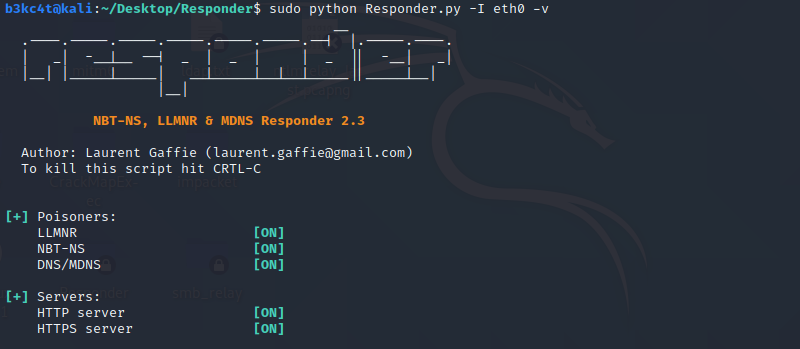 b3kc4t@kali:~/Desktop/Responder$ sudo python Responder.py -I eth0 -v
NBT-NS, LLMNR & MDNS Responder 2.3
Author: Laurent Gaffie (laurent.gaffie@gmail.com)
To kill this script hit CRTL-C
[+] Poisoners:
LLMNR [ON]
NBT-NS [ON]
DNS/MDNS [ON]
[+] Servers:
HTTP server [ON]
HTTPS server [ON]